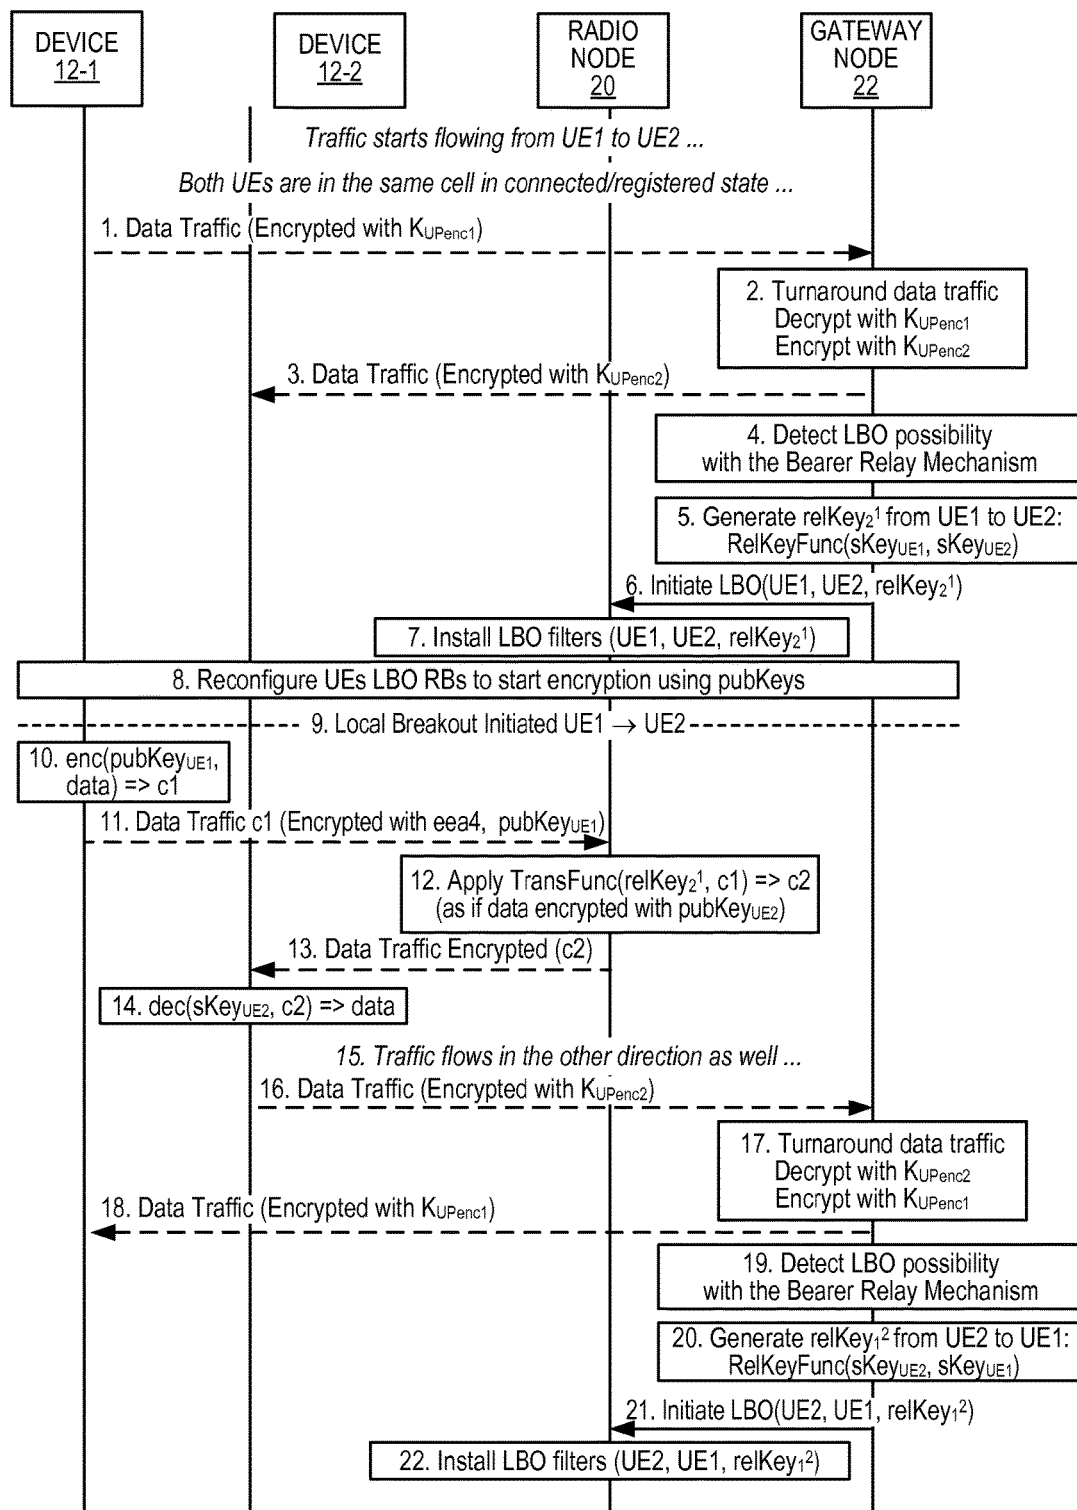 DEVICE
12-1
DEVICE
12-2
RADIO
NODE
20
GATEWAY
NODE
22
Traffic starts flowing from UE1 to UE2 ...
Both UEs are in the same cell in connected/registered state ...
1. Data Traffic (Encrypted with KUPenc1)
2. Turnaround data traffic
Decrypt with KUPenc1
Encrypt with KUPenc2
3. Data Traffic (Encrypted with KUPenc2)
4. Detect LBO possibility
with the Bearer Relay Mechanism
5. Generate relKey₂¹ from UE1 to UE2:
RelKeyFunc(sKeyUE1, sKeyUE2)
6. Initiate LBO(UE1, UE2, relKey₂¹)
7. Install LBO filters (UE1, UE2, relKey₂¹)
8. Reconfigure UEs LBO RBs to start encryption using pubKeys
9. Local Breakout Initiated UE1 → UE2
10. enc(pubKeyUE1,
data) => c1
11. Data Traffic c1 (Encrypted with eea4, pubKeyUE1)
12. Apply TransFunc(relKey₂¹, c1) => c2
(as if data encrypted with pubKeyUE2)
13. Data Traffic Encrypted (c2)
14. dec(sKeyUE2, c2) => data
15. Traffic flows in the other direction as well ...
16. Data Traffic (Encrypted with KUPenc2)
17. Turnaround data traffic
Decrypt with KUPenc2
Encrypt with KUPenc1
18. Data Traffic (Encrypted with KUPenc1)
19. Detect LBO possibility
with the Bearer Relay Mechanism
20. Generate relKey₁² from UE2 to UE1:
RelKeyFunc(sKeyUE2, sKeyUE1)
21. Initiate LBO(UE2, UE1, relKey₁²)
22. Install LBO filters (UE2, UE1, relKey₁²)